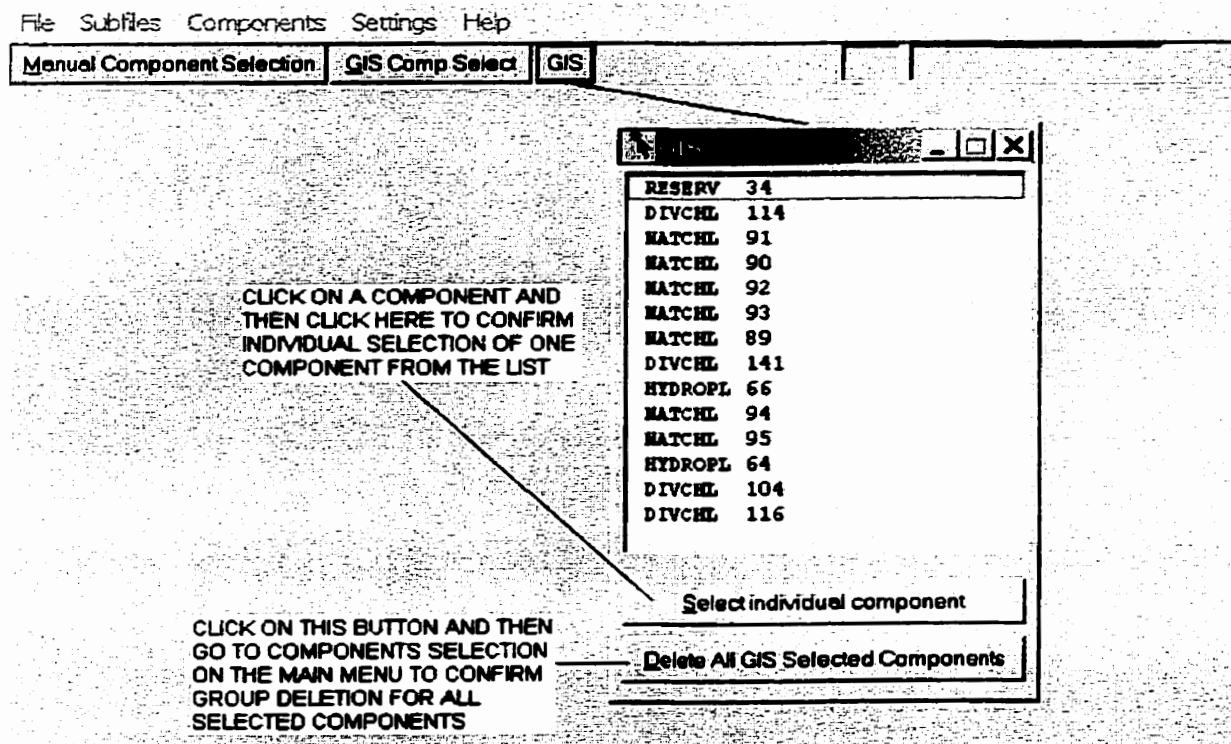 File Subfiles Components Settings Help
Manual Component Selection GIS Comp Select GIS
RESERV 34
DIVCHL 114
NATCHL 91
NATCHL 90
NATCHL 92
NATCHL 93
NATCHL 89
DIVCHL 141
HYDROPL 66
NATCHL 94
NATCHL 95
HYDROPL 64
DIVCHL 104
DIVCHL 116
CLICK ON A COMPONENT AND
THEN CLICK HERE TO CONFIRM
INDIVIDUAL SELECTION OF ONE
COMPONENT FROM THE LIST
Select individual component
CLICK ON THIS BUTTON AND THEN
GO TO COMPONENTS SELECTION
ON THE MAIN MENU TO CONFIRM
GROUP DELETION FOR ALL
SELECTED COMPONENTS
Delete All GIS Selected Components